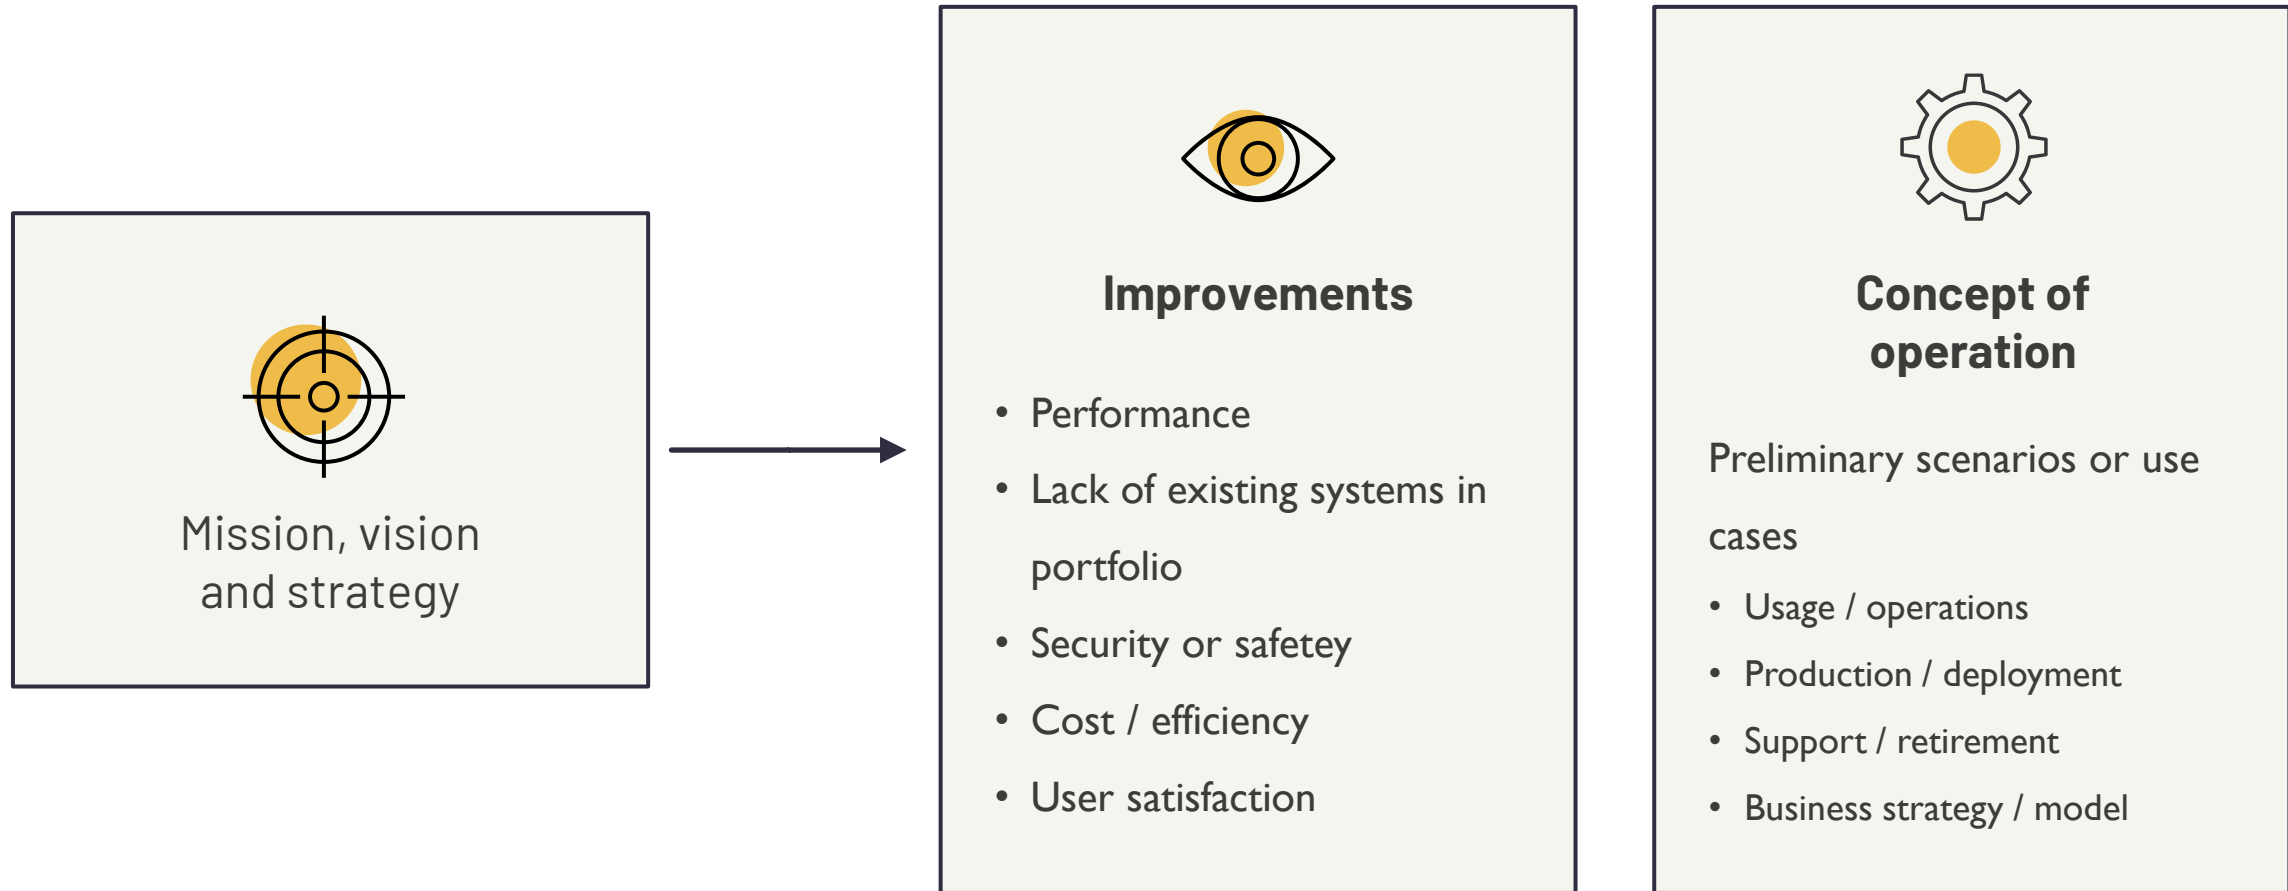 Mission, vision
and strategy
Improvements
• Performance
• Lack of existing systems in
portfolio
• Security or safetey
• Cost / efficiency
• User satisfaction
Concept of
operation
Preliminary scenarios or use
cases
• Usage / operations
• Production / deployment
• Support / retirement
• Business strategy / model